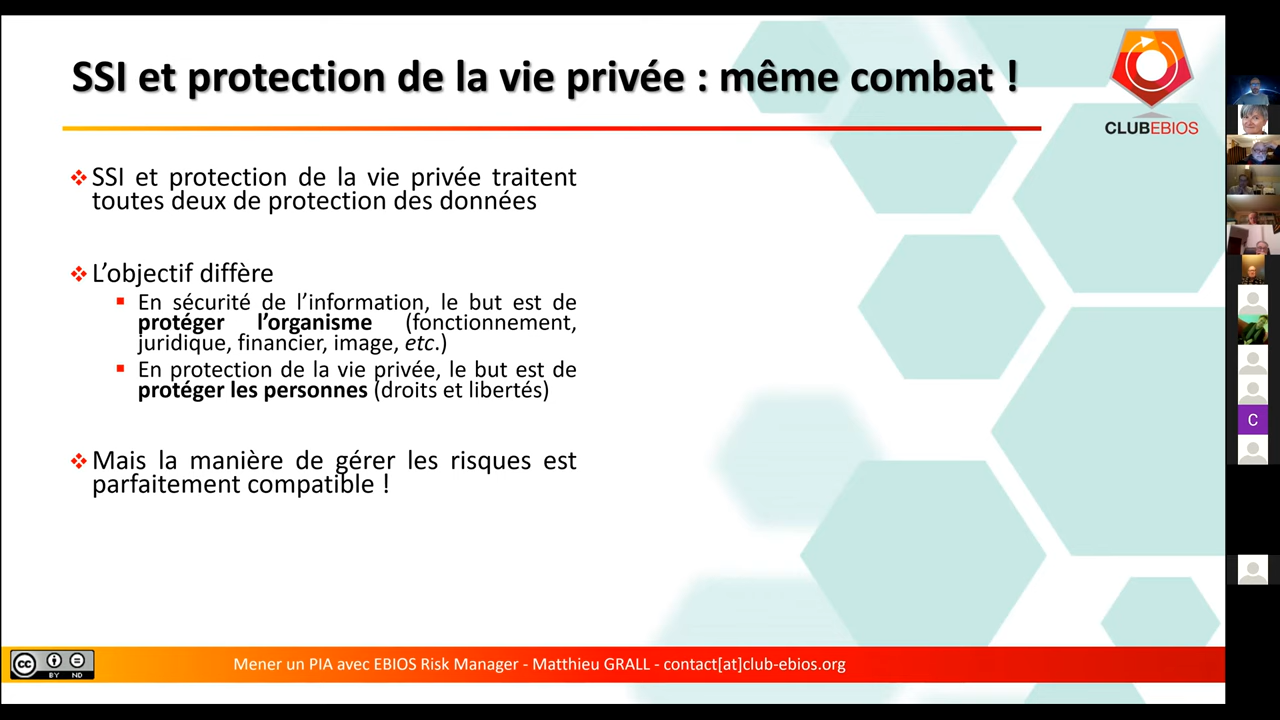 SSI et protection de la vie privée : même combat !
CLUBEBIOS
❖ SSI et protection de la vie privée traitent
toutes deux de protection des données
❖ L’objectif diffère
▪ En sécurité de l’information, le but est de
protéger l’organisme (fonctionnement,
juridique, financier, image, etc.)
▪ En protection de la vie privée, le but est de
protéger les personnes (droits et libertés)
❖ Mais la manière de gérer les risques est
parfaitement compatible !
C
cc BY ND
Mener un PIA avec EBIOS Risk Manager - Matthieu GRALL - contact[at]club-ebios.org